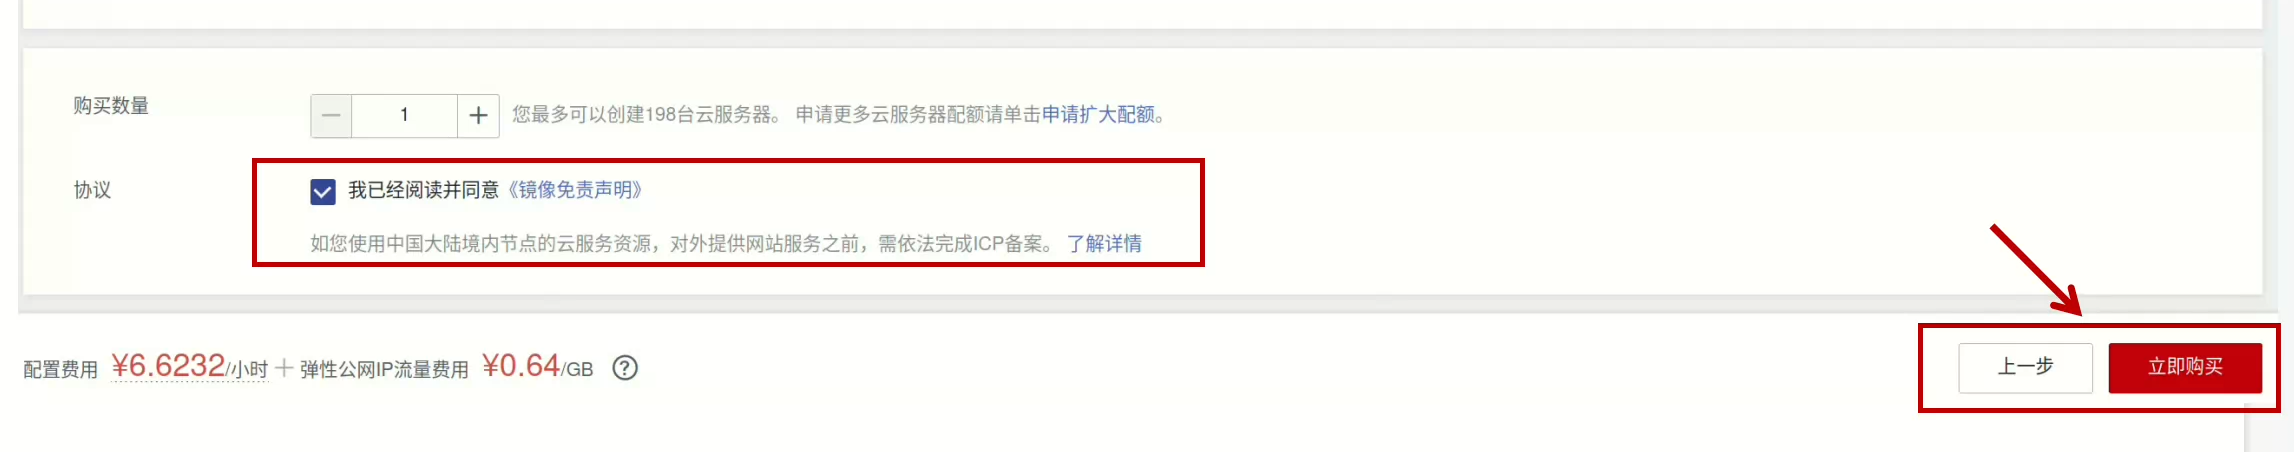 购买数量
1
您最多可以创建198台云服务器。 申请更多云服务器配额请单击申请扩大配额。
协议
我已经阅读并同意《镜像免责声明》
如您使用中国大陆境内节点的云服务资源，对外提供网站服务之前，需依法完成ICP备案。 了解详情
配置费用 ¥6.6232/小时 + 弹性公网IP流量费用 ¥0.64/GB ?
上一步
立即购买